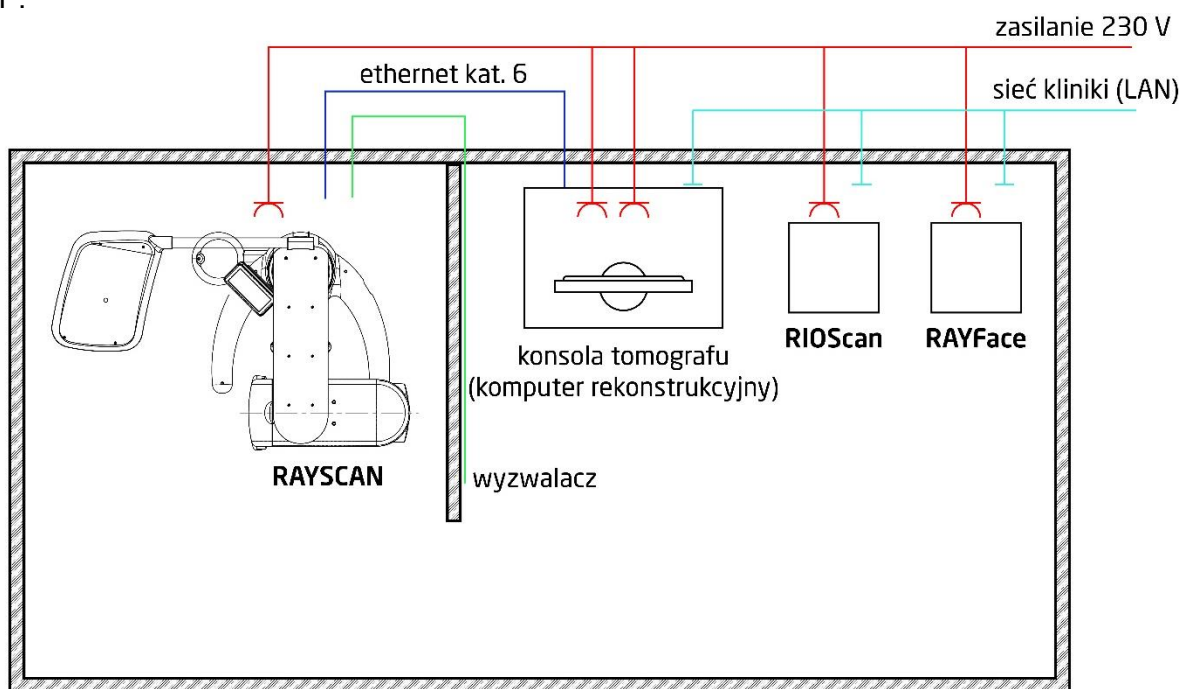 zasilanie 230 V
ethernet kat. 6
sieć kliniki (LAN)
RIOScan
RAYFace
konsola tomografu
(komputer rekonstrukcyjny)
RAYSCAN
wyzwalacz